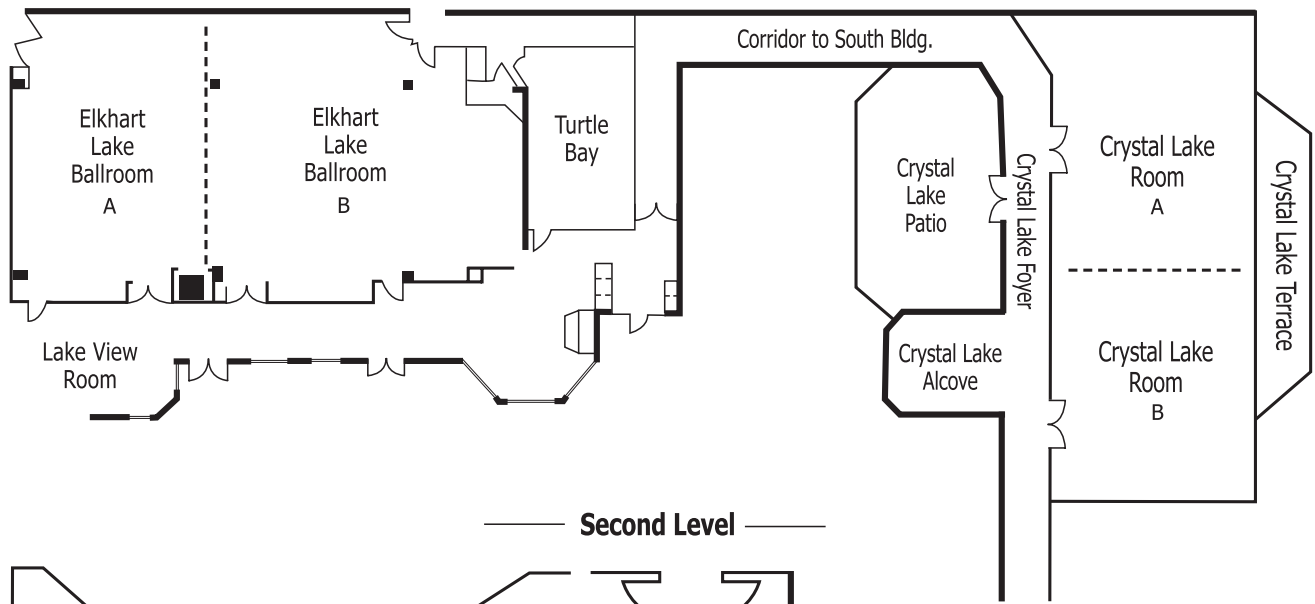 Corridor to South Bldg.
Elkhart
Lake
Ballroom
A
Elkhart
Lake
Ballroom
B
Turtle
Bay
Crystal
Lake
Patio
Crystal Lake Foyer
Crystal Lake
Room
A
Crystal Lake Terrace
Lake View
Room
Crystal Lake
Alcove
Crystal Lake
Room
B
Second Level